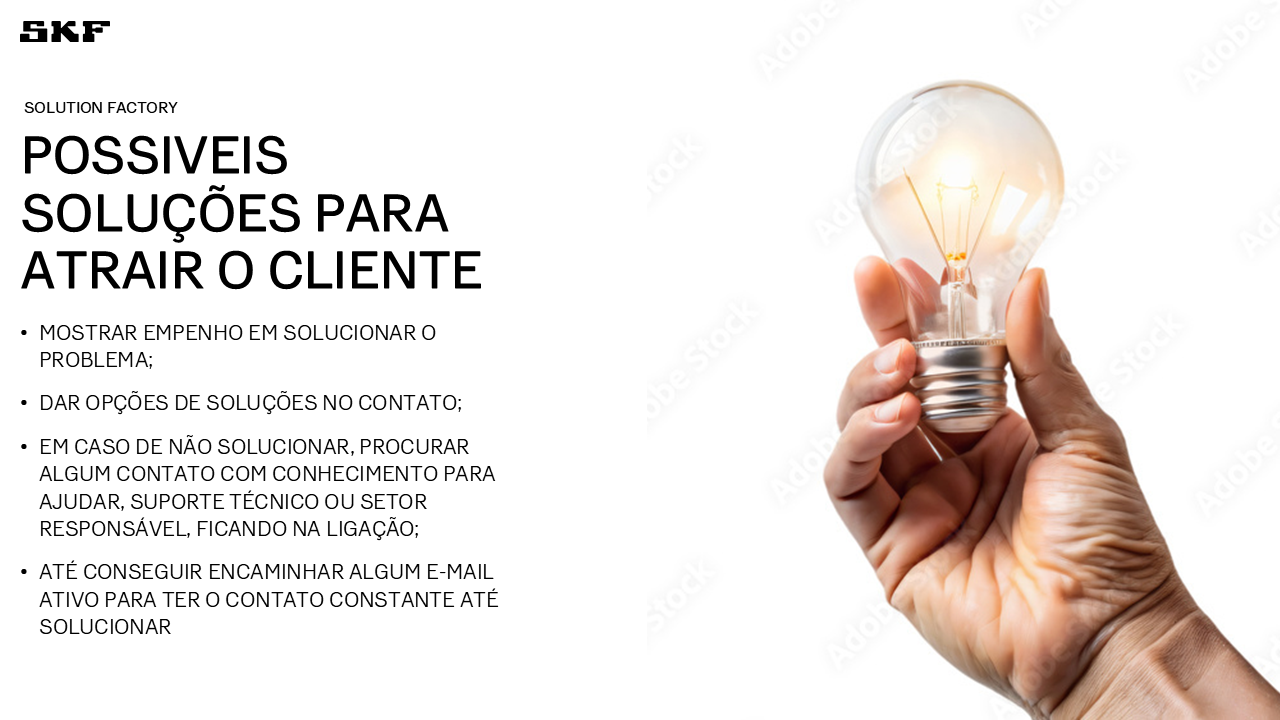 SKF
SOLUTION FACTORY
POSSIVEIS
SOLUÇÕES PARA
ATRAIR O CLIENTE
• MOSTRAR EMPENHO EM SOLUCIONAR O
PROBLEMA;
• DAR OPÇÕES DE SOLUÇÕES NO CONTATO;
• EM CASO DE NÃO SOLUCIONAR, PROCURAR
ALGUM CONTATO COM CONHECIMENTO PARA
AJUDAR, SUPORTE TÉCNICO OU SETOR
RESPONSÁVEL, FICANDO NA LIGAÇÃO;
• ATÉ CONSEGUIR ENCAMINHAR ALGUM E-MAIL
ATIVO PARA TER O CONTATO CONSTANTE ATÉ
SOLUCIONAR
Adobe Stock